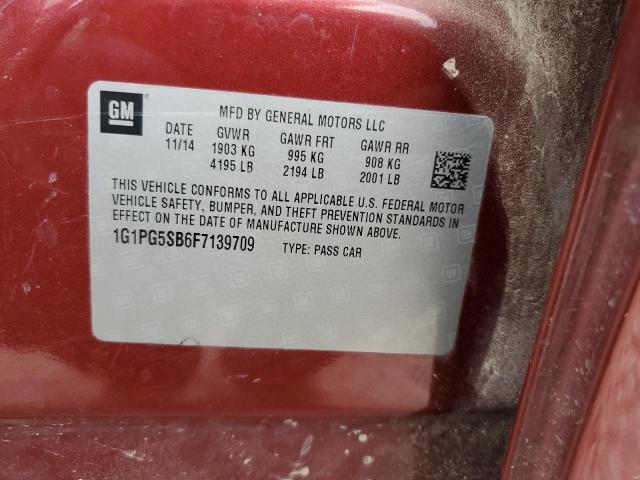 GM
MFD BY GENERAL MOTORS LLC
DATE GVWR GAWR FRT GAWR RR
11/14 1903 KG 995 KG 908 KG
4195 LB 2194 LB 2001 LB
THIS VEHICLE CONFORMS TO ALL APPLICABLE U.S. FEDERAL MOTOR
VEHICLE SAFETY, BUMPER, AND THEFT PREVENTION STANDARDS IN
EFFECT ON THE DATE OF MANUFACTURE SHOWN ABOVE.
1G1PG5SB6F7139709 TYPE: PASS CAR